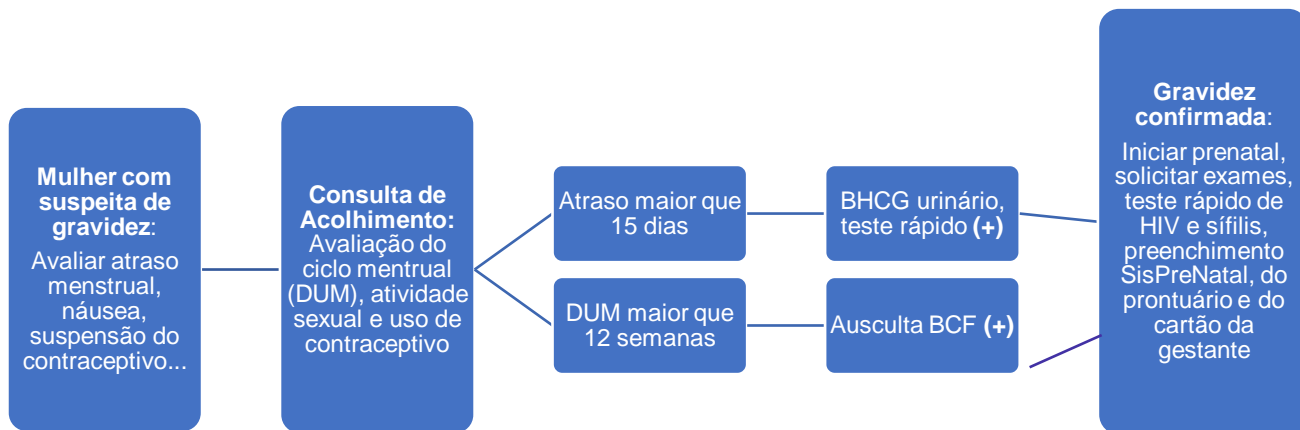 Mulher com
suspeita de
gravidez:
Avaliar atraso
menstrual,
náusea,
suspensão do
contraceptivo...
Consulta de
Acolhimento:
Avaliação do
ciclo mentrual
(DUM), atividade
sexual e uso de
contraceptivo
Atraso maior que
15 dias
BHCG urinário,
teste rápido (+)
DUM maior que
12 semanas
Ausculta BCF (+)
Gravidez
confirmada:
Iniciar prenatal,
solicitar exames,
teste rápido de
HIV e sífilis,
preenchimento
SisPreNatal, do
prontuário e do
cartão da
gestante